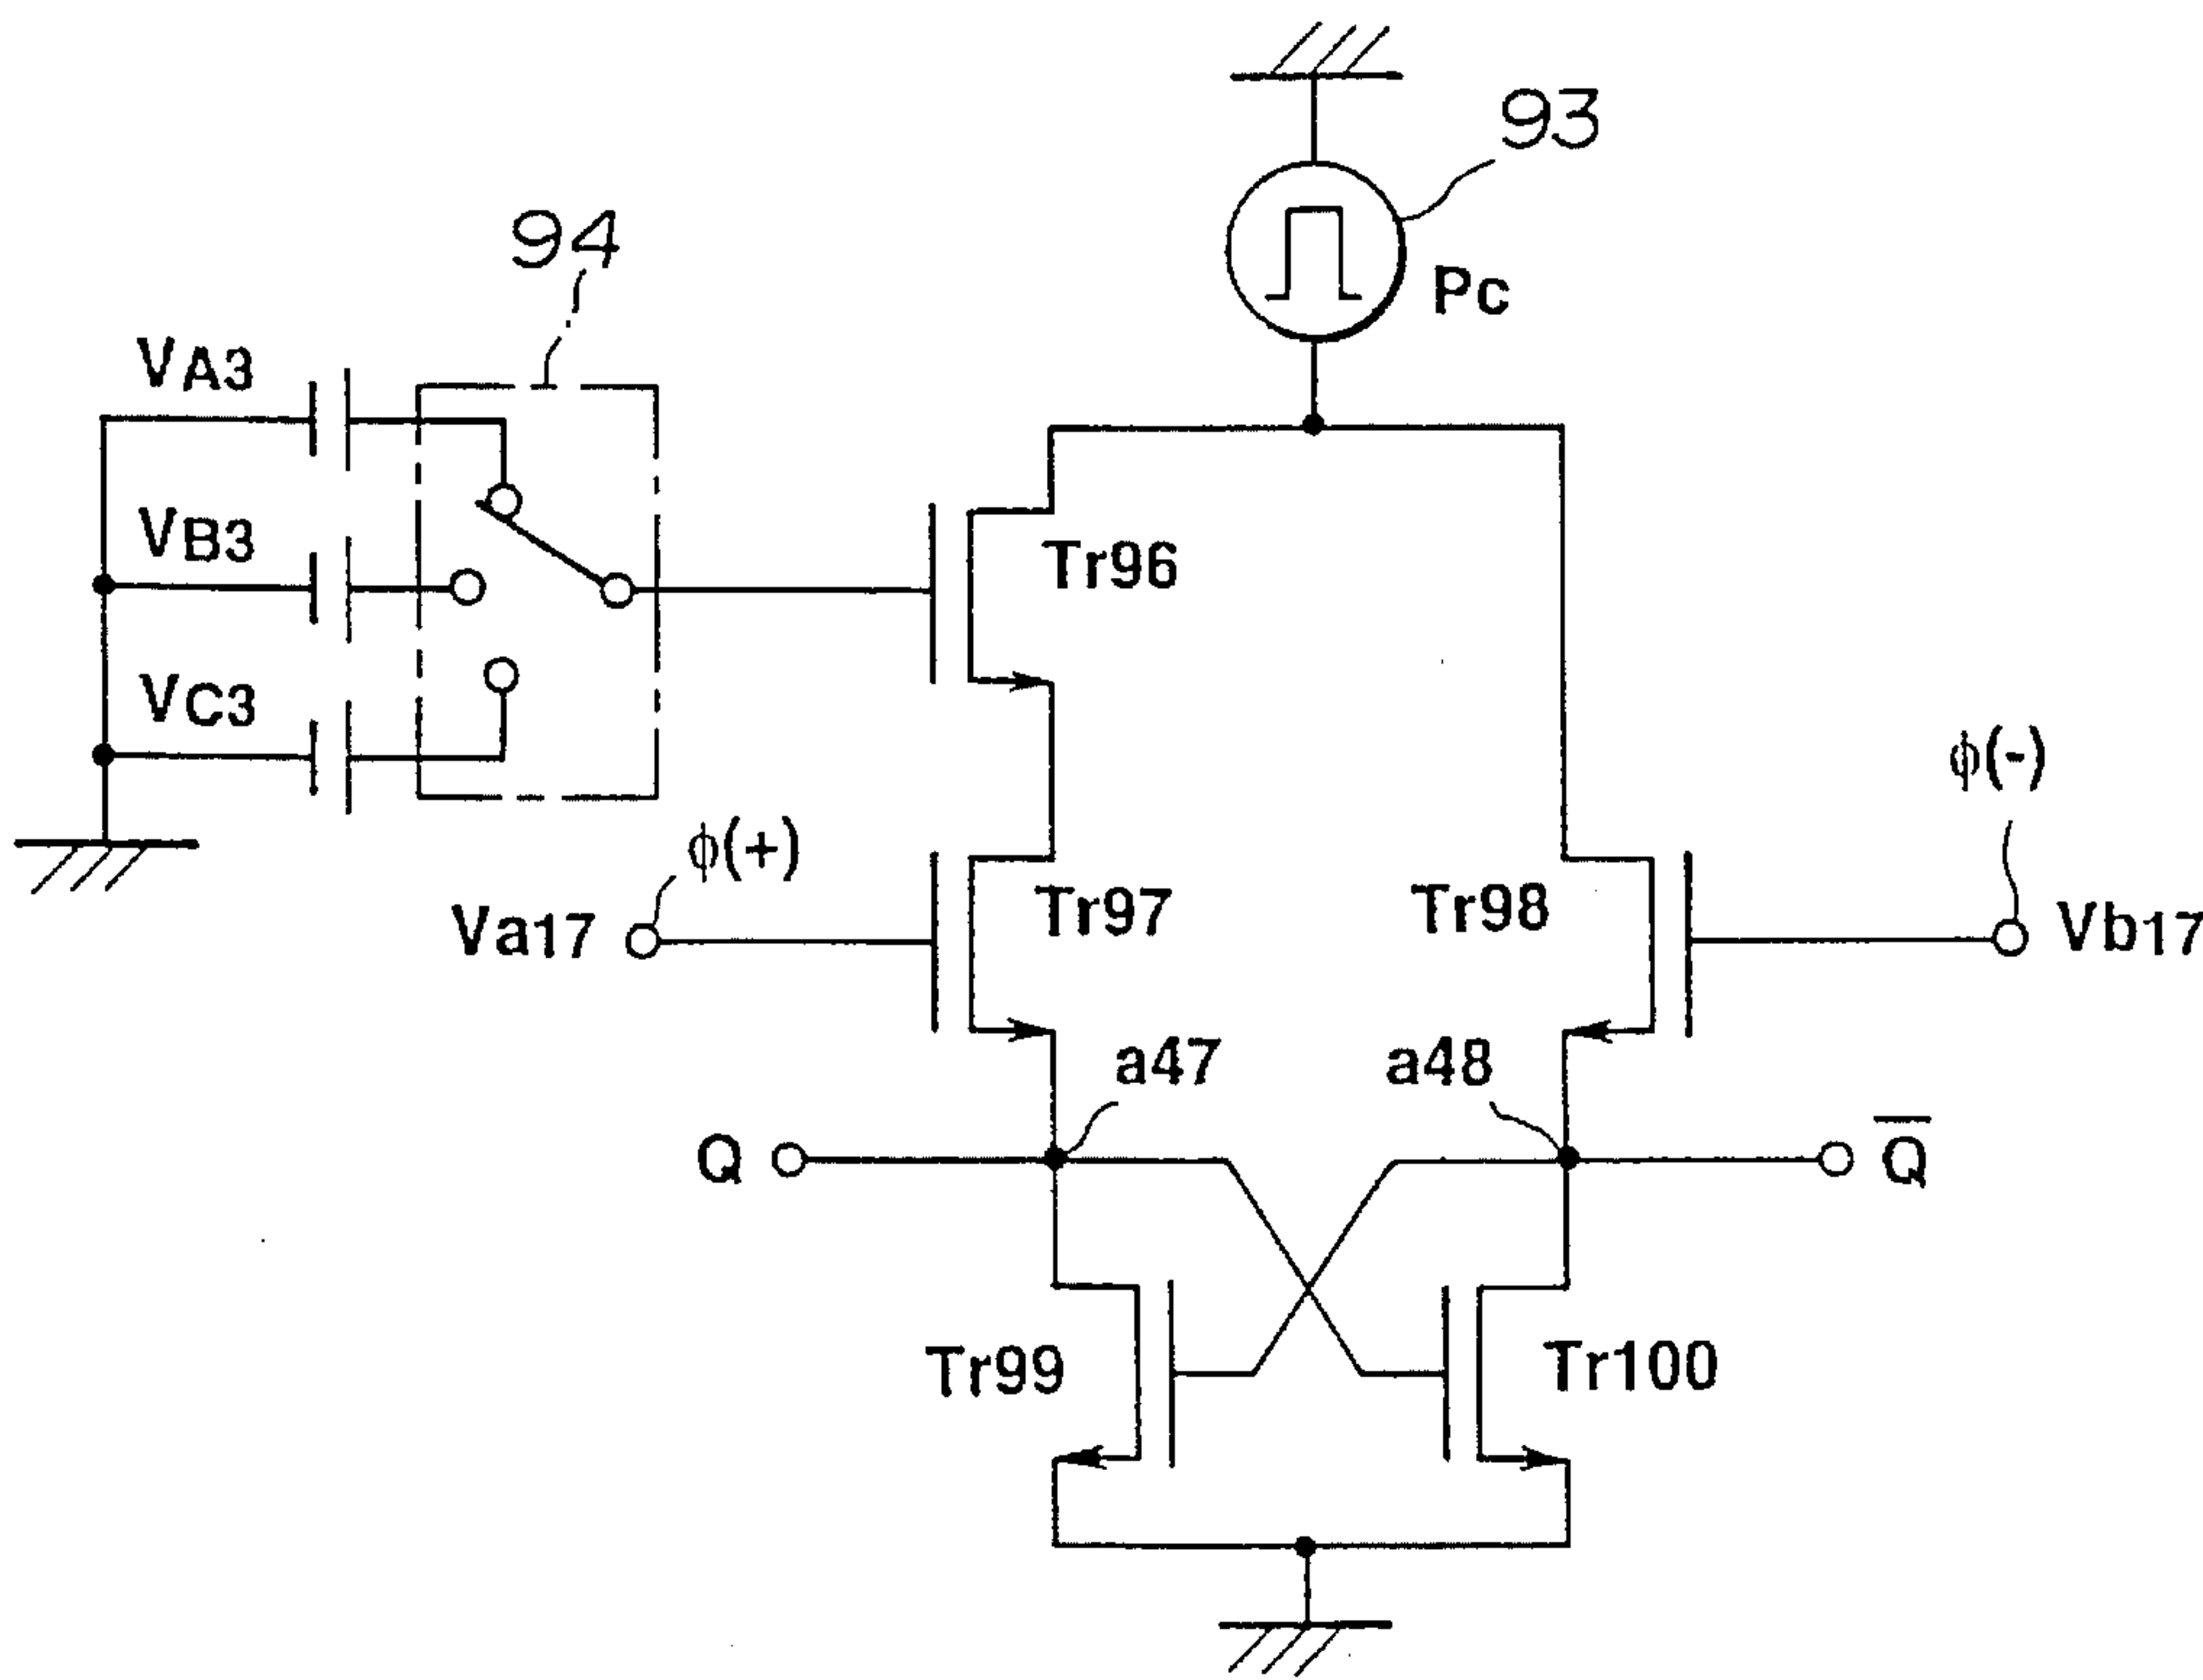 93
94
Pc
VA3
VB3
Tr96
VC3
ϕ(-)
ϕ(+)
Va17
Tr97
Tr98
Vb17
a47
a48
Q
Q̅
Tr99
Tr100